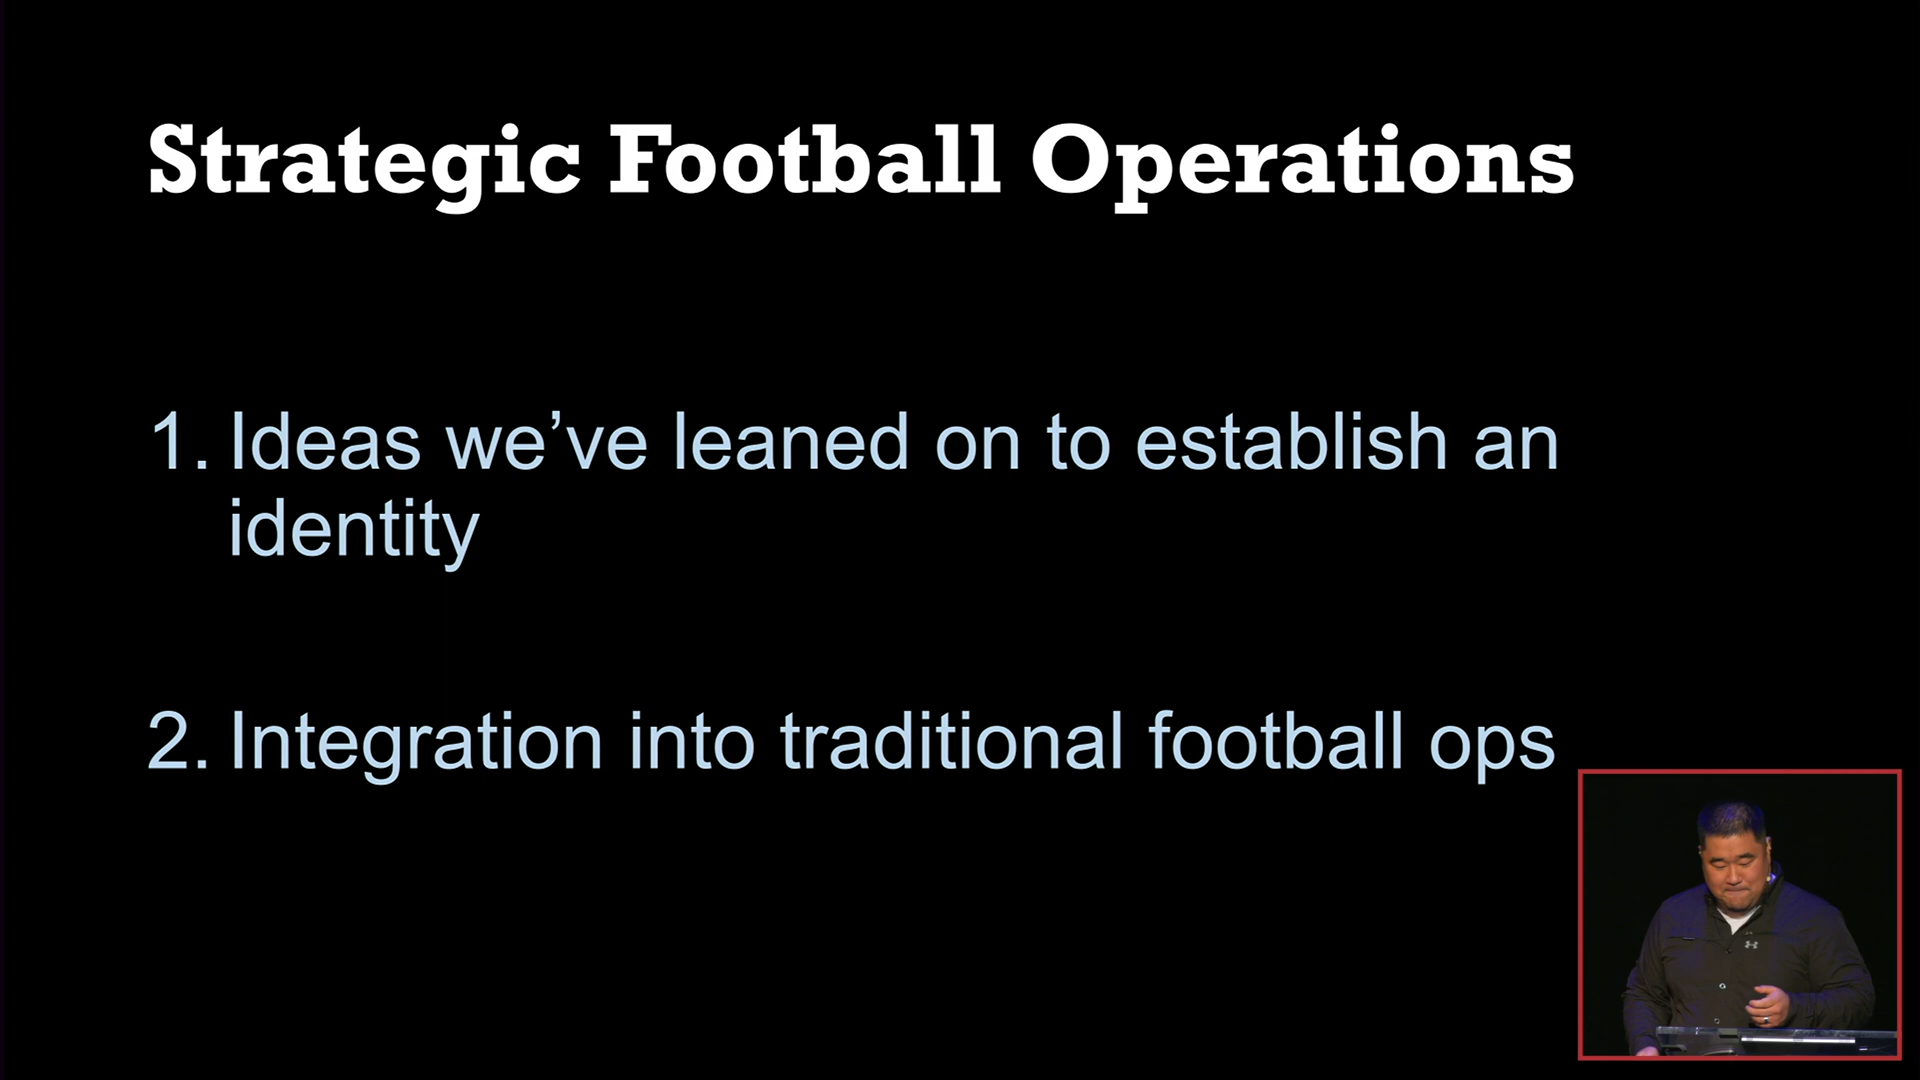 Strategic Football Operations
1. Ideas we’ve leaned on to establish an
identity
2. Integration into traditional football ops